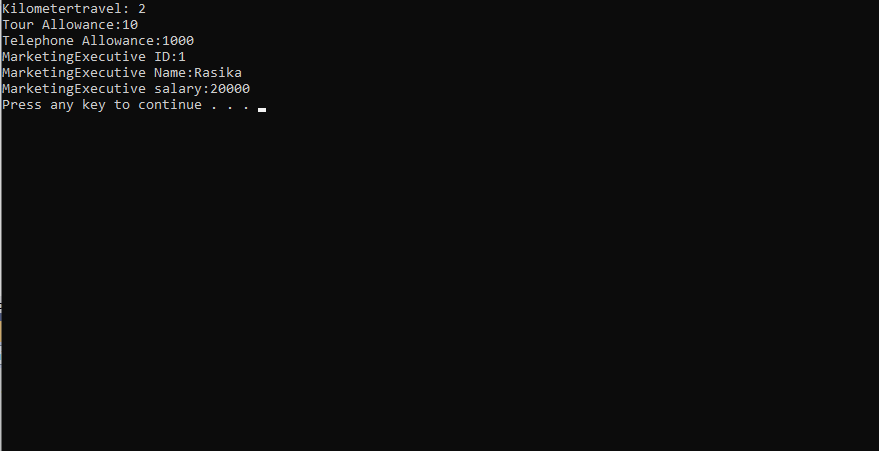 Kilometertravel: 2
Tour Allowance:10
Telephone Allowance:1000
MarketingExecutive ID:1
MarketingExecutive Name:Rasika
MarketingExecutive salary:20000
Press any key to continue . . .